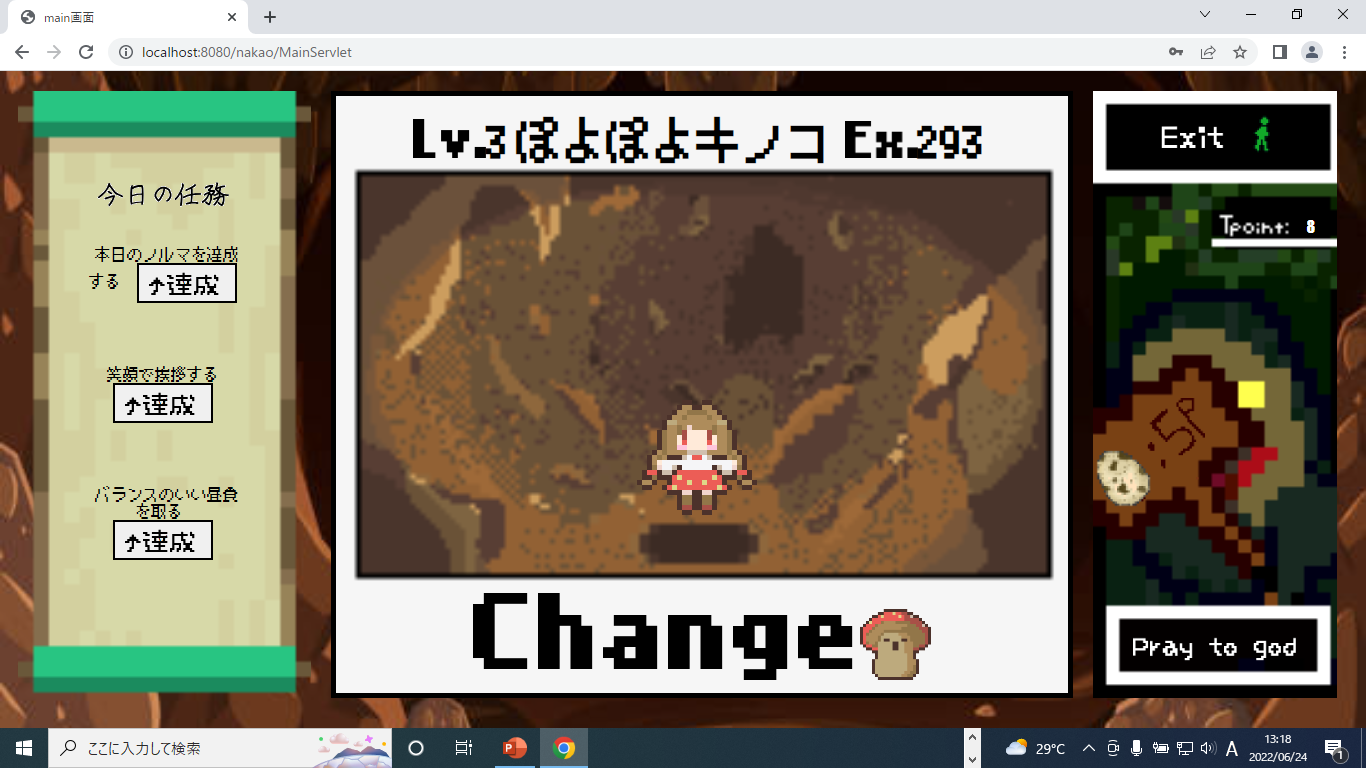 main画面
localhost:8080/nakao/MainServlet
今日の任務
本日のノルマを達成
する
↑達成
笑顔で挨拶する
↑達成
バランスのいい昼食
を取る
↑達成
Lv.3 ぽよぽよキノコ Ex.293
Change
Exit
Tpoint: 8
Pray to god
ここに入力して検索
29°C
A
13:18
2022/06/24
1